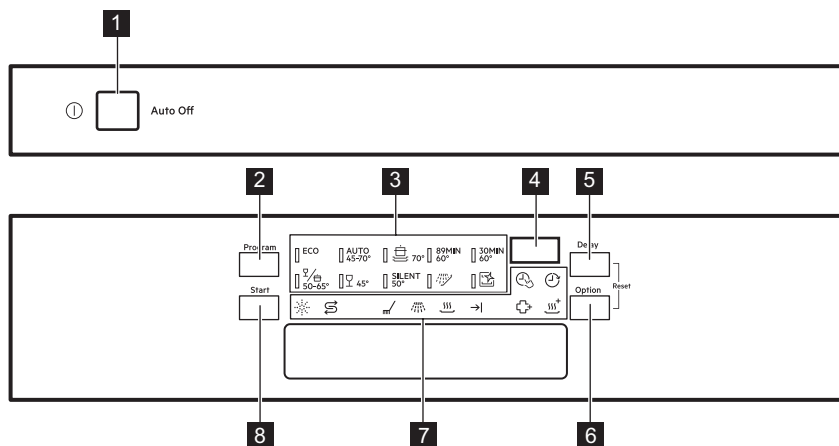 1
Auto Off
2
3
4
5
Program
ECO
AUTO
45-70°
70°
89MIN
60°
30MIN
60°
Delay
50-65°
45°
SILENT
50°
Start
Option
Reset
8
7
6